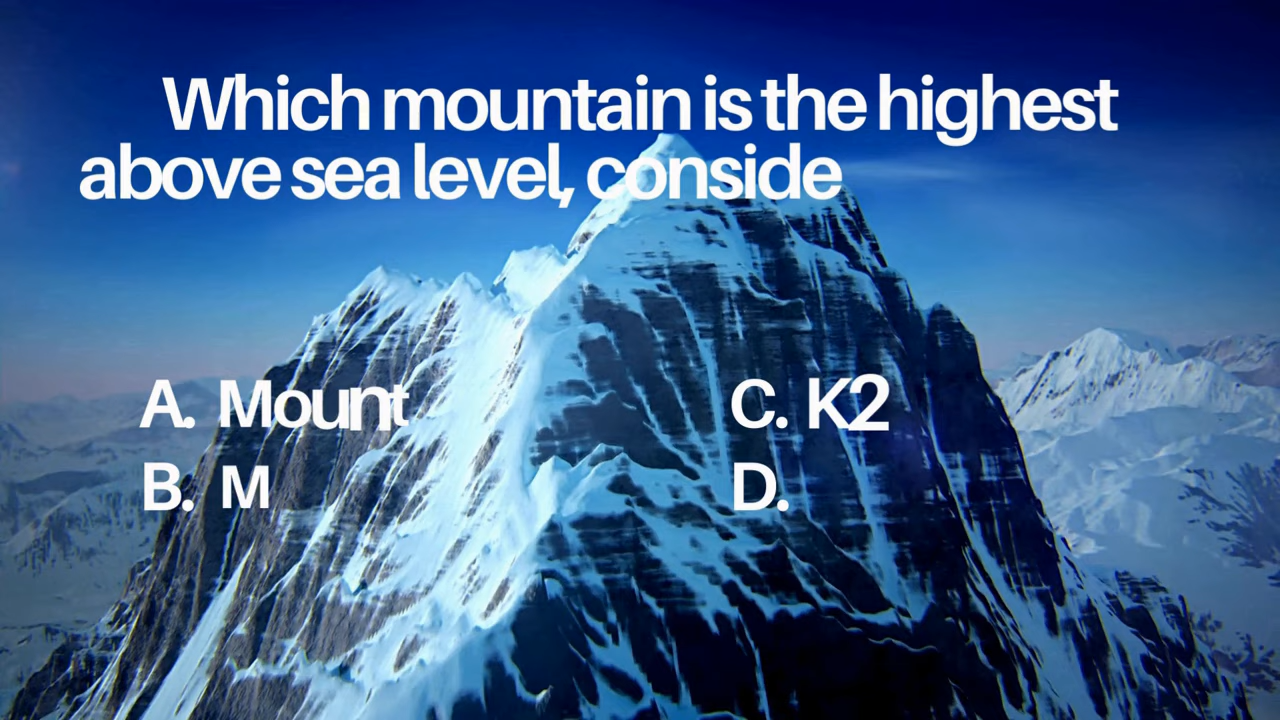 Which mountain is the highest
above sea level, conside
A. Mount
B. M
C. K2
D.